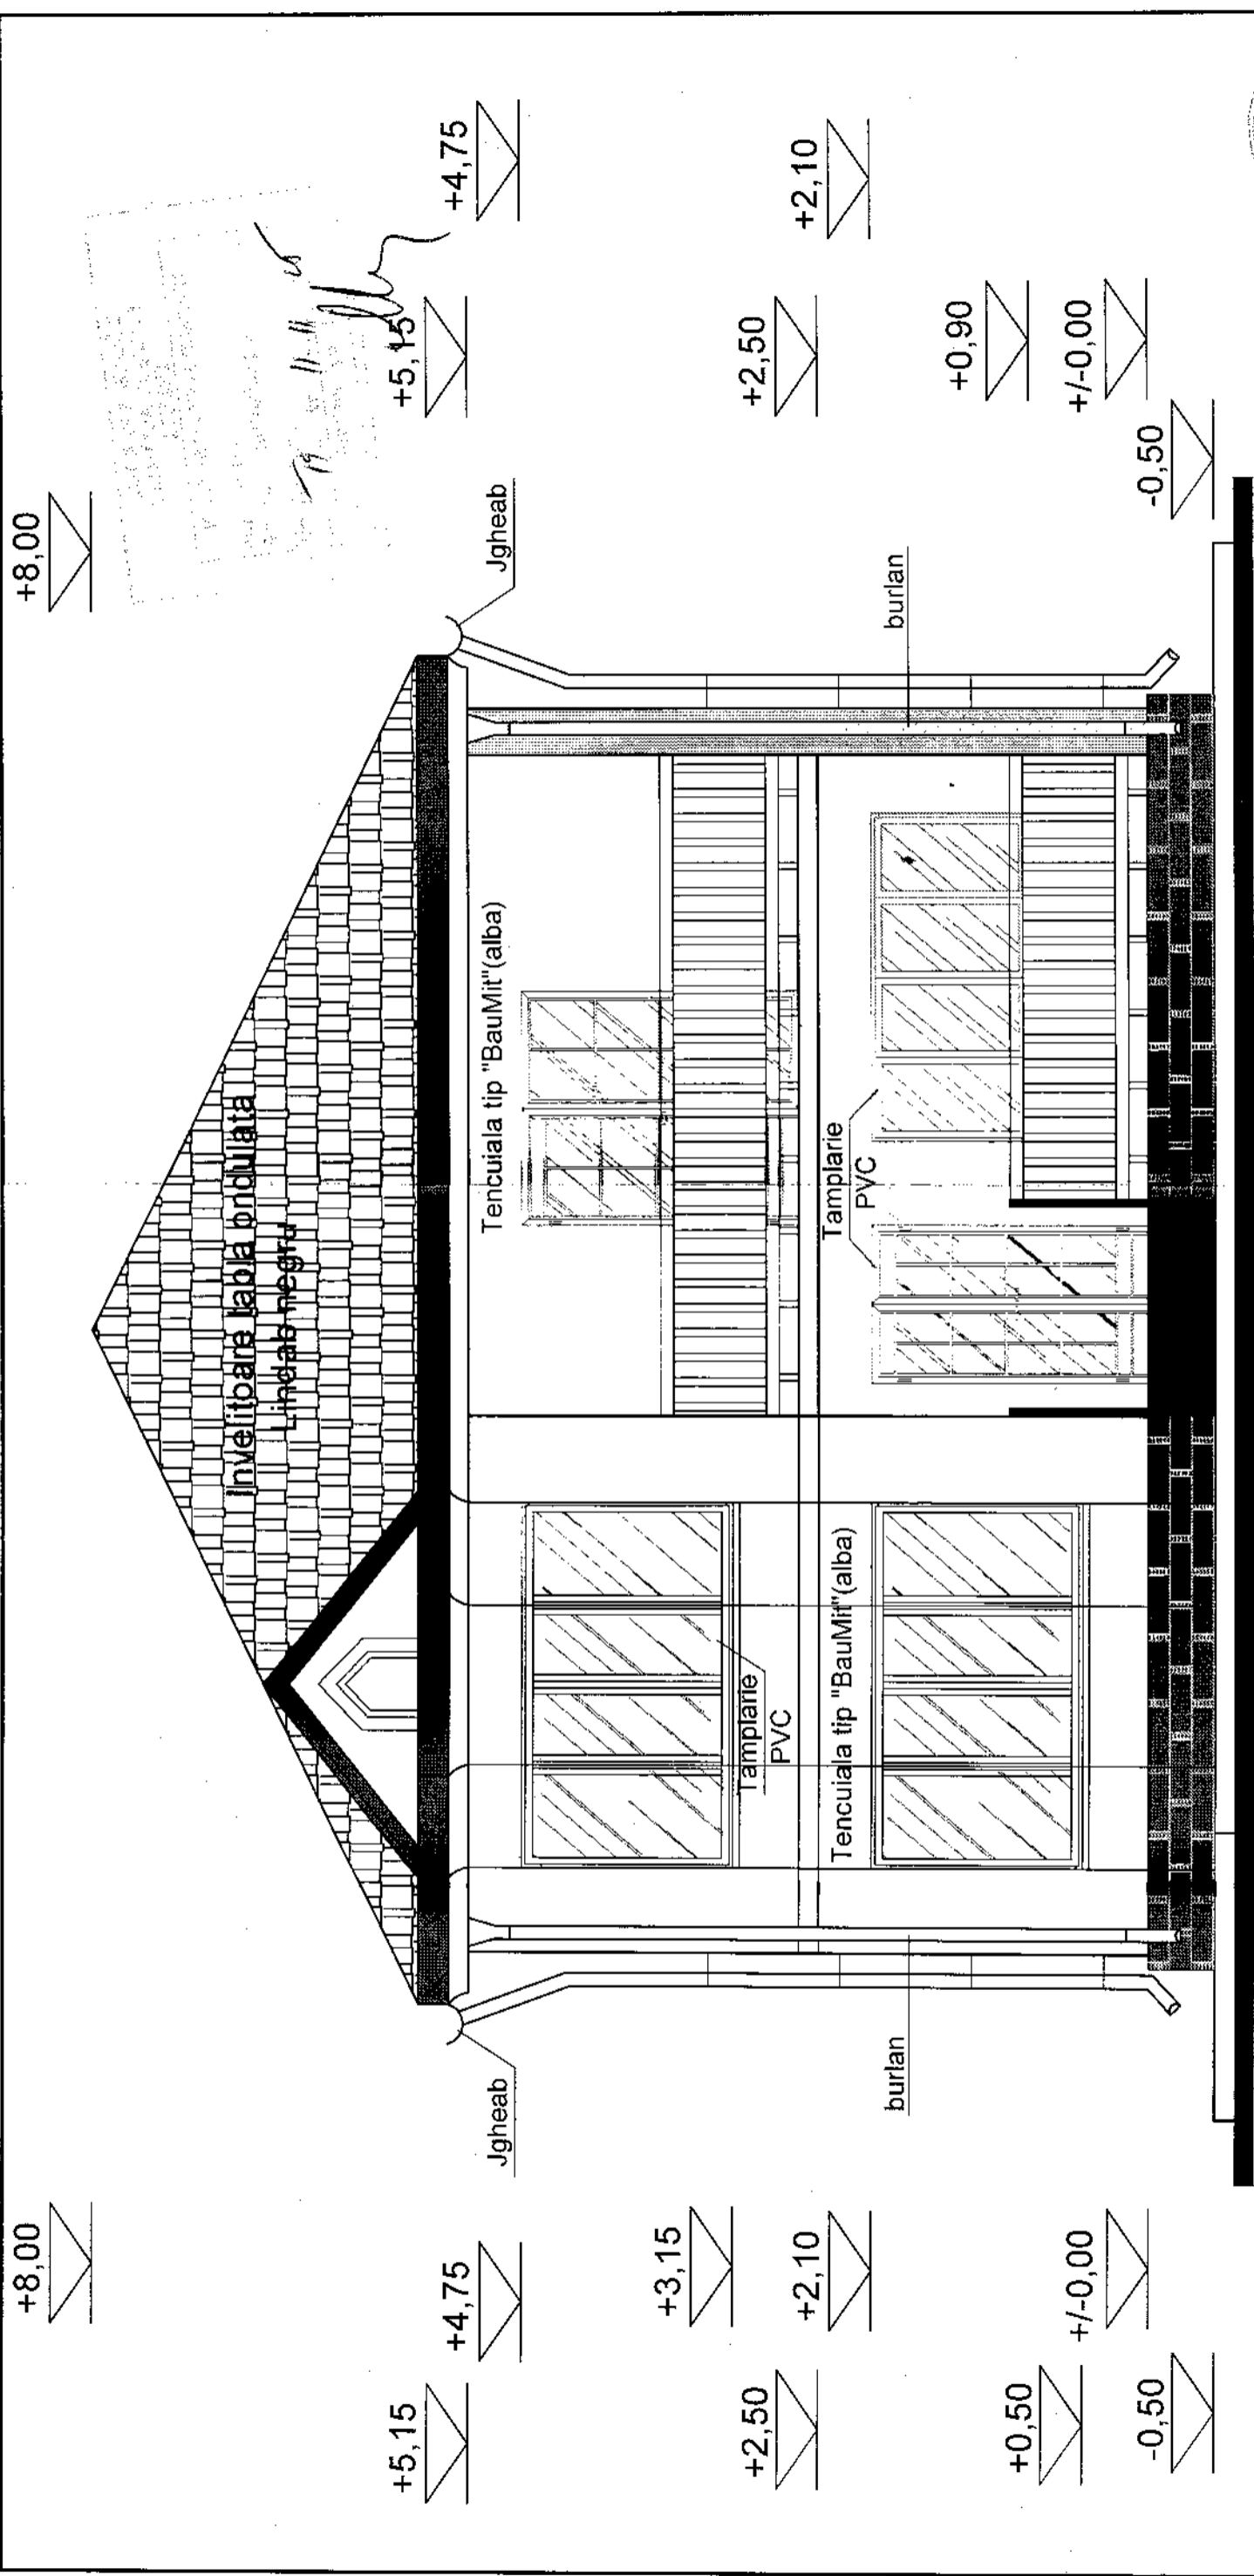 +8,00
+8,00
+5,15
+4,75
+3,15
+2,50
+2,10
+0,50
+/-0,00
-0,50
Invelitoare tabla ondulata
Lindab negru
Jgheab
Jgheab
Tencuiala tip "BauMit"(alba)
Tamplarie
PVC
Tencuiala tip "BauMit"(alba)
Tamplarie
PVC
burlan
burlan
+5,15
+4,75
+2,50
+2,10
+0,90
+/-0,00
-0,50